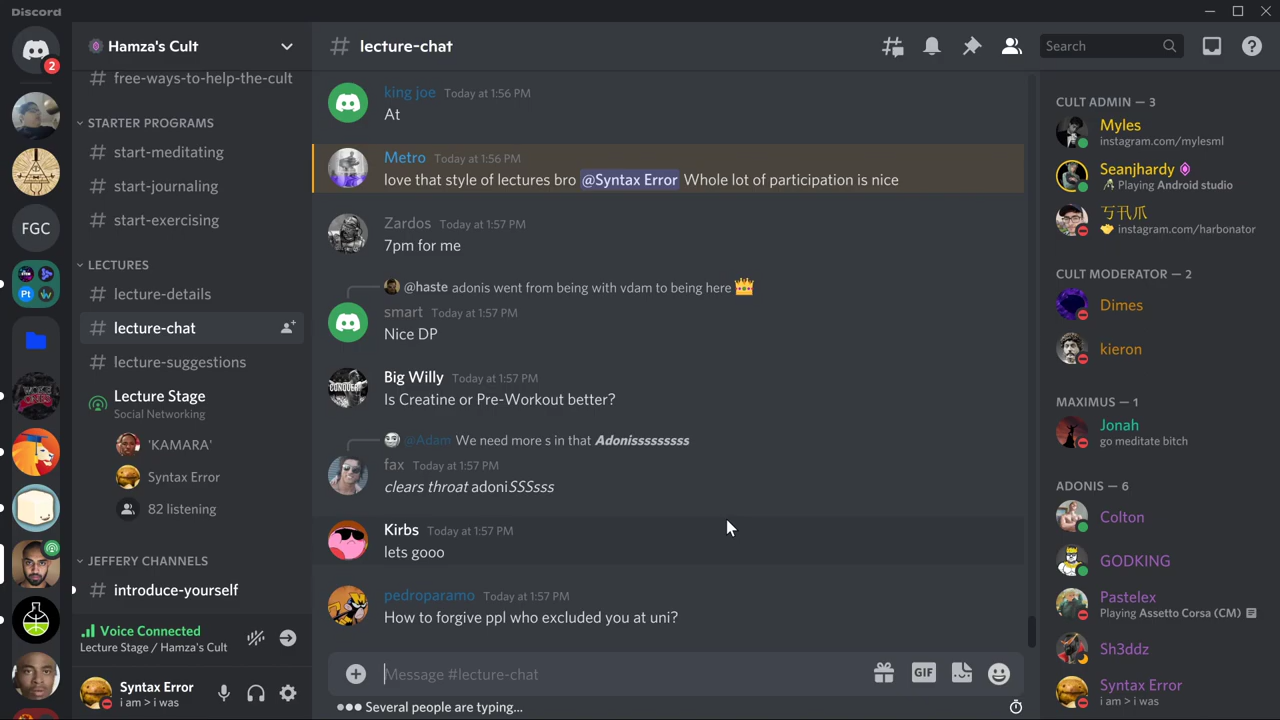 Discord
2
FGC
Hamza's Cult
# free-ways-to-help-the-cult
STARTER PROGRAMS
# start-meditating
# start-journaling
# start-exercising
LECTURES
# lecture-details
# lecture-chat
# lecture-suggestions
Lecture Stage
Social Networking
'KAMARA'
Syntax Error
82 listening
JEFFERY CHANNELS
# introduce-yourself
Voice Connected
Lecture Stage / Hamza's Cult
Syntax Error
i am > i was
# lecture-chat
Search
king joe Today at 1:56 PM
At
Metro Today at 1:56 PM
love that style of lectures bro @Syntax Error Whole lot of participation is nice
Zardos Today at 1:57 PM
7pm for me
@haste adonis went from being with vdam to being here 👑
smart Today at 1:57 PM
Nice DP
CONQUER
Big Willy Today at 1:57 PM
Is Creatine or Pre-Workout better?
@Adam We need more s in that Adonisssssssss
fax Today at 1:57 PM
clears throat adoniSSSsss
Kirbs Today at 1:57 PM
lets gooo
pedroparamo Today at 1:57 PM
How to forgive ppl who excluded you at uni?
Message #lecture-chat
GIF
Several people are typing...
CULT ADMIN — 3
Myles
instagram.com/mylesml
Seanjhardy
Playing Android studio
instagram.com/harbonator
CULT MODERATOR — 2
Dimes
kieron
MAXIMUS — 1
Jonah
go meditate bitch
ADONIS — 6
Colton
GODKING
Pastelex
Playing Assetto Corsa (CM)
Sh3ddz
Syntax Error
i am > i was